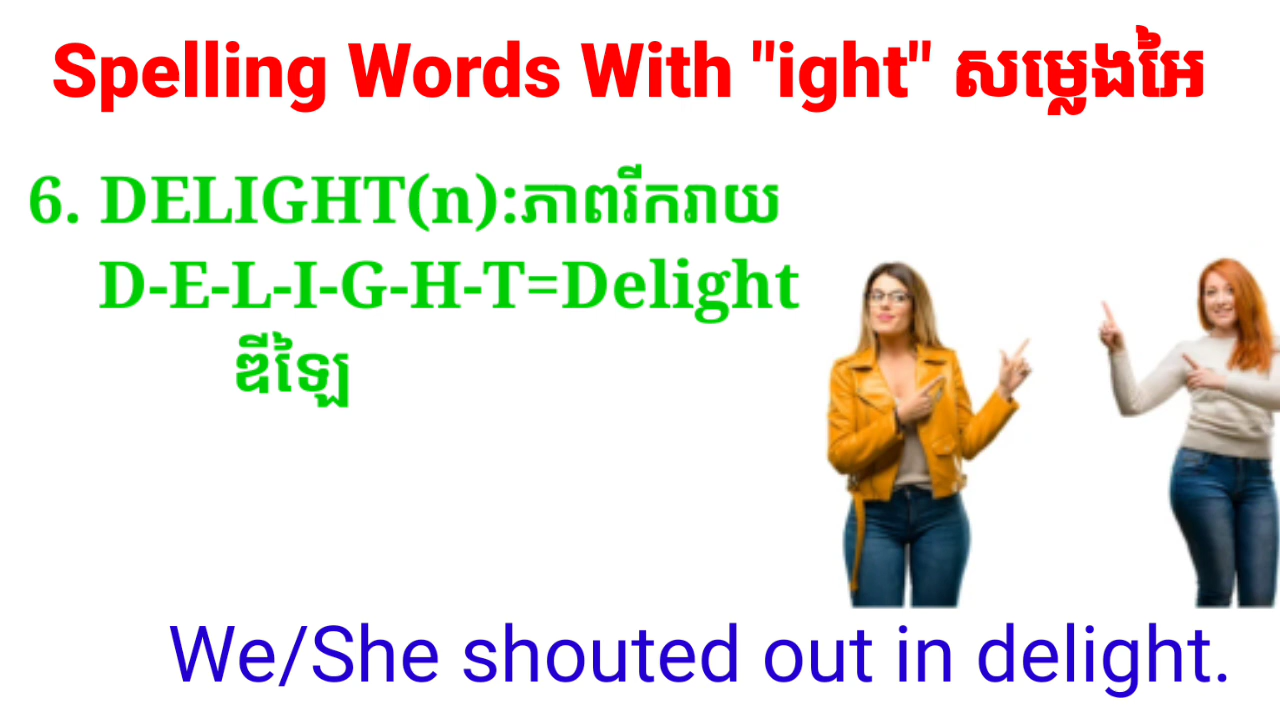 Spelling Words With "ight" សម្លេងអៃ
6. DELIGHT(n):ភាពរីករាយ
D-E-L-I-G-H-T=Delight
ឌីឡៃ
We/She shouted out in delight.